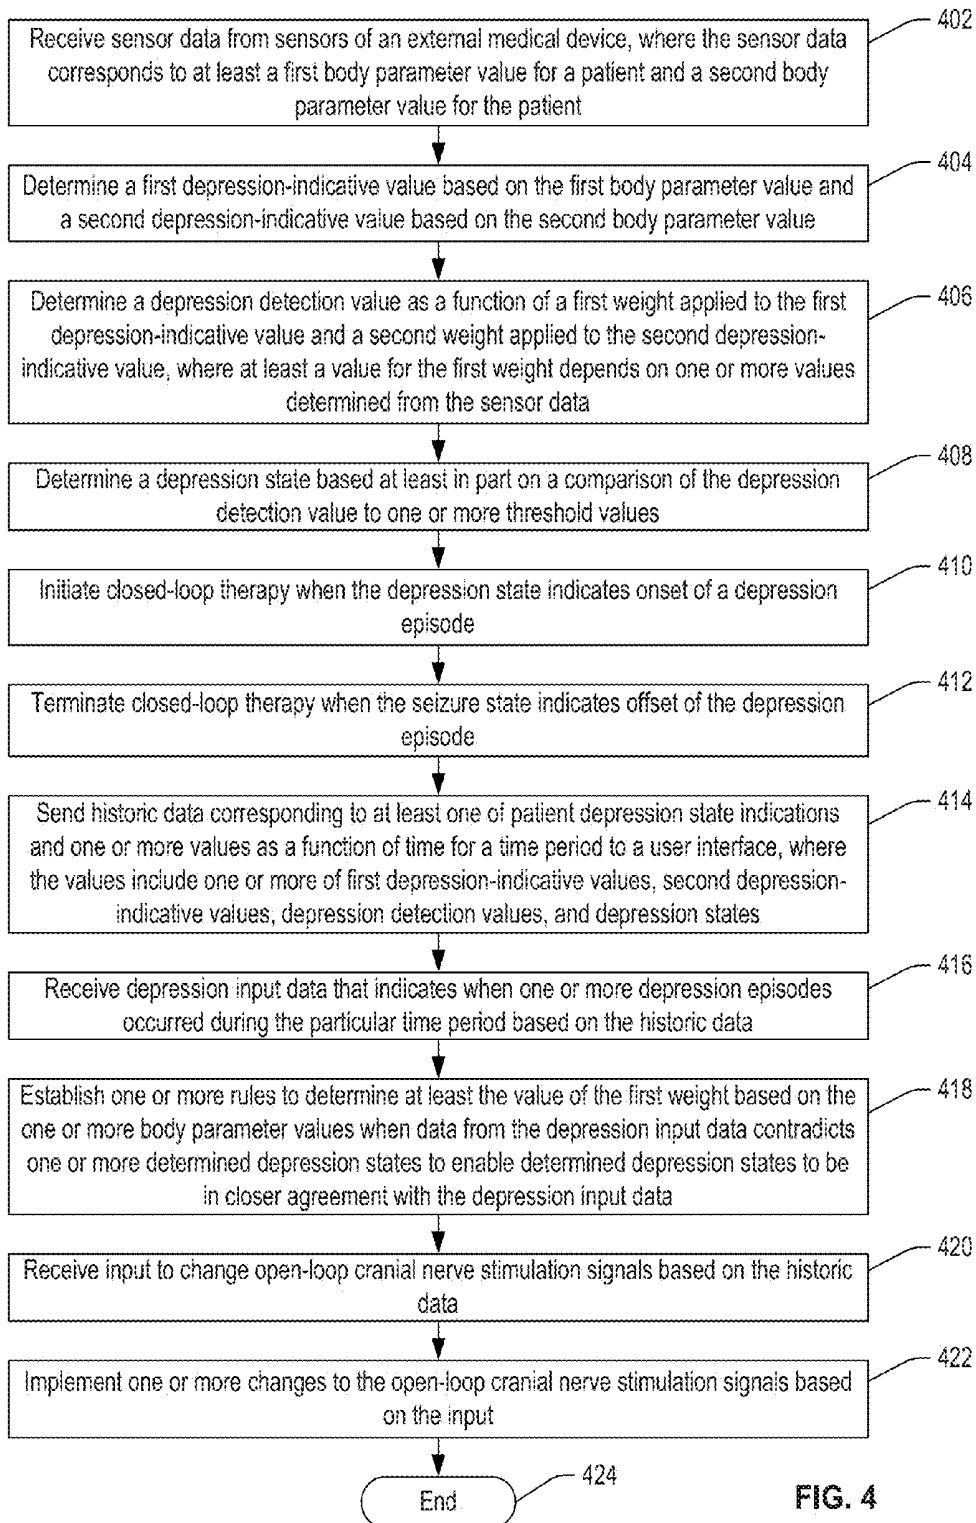 402
Receive sensor data from sensors of an external medical device, where the sensor data
corresponds to at least a first body parameter value for a patient and a second body
parameter value for the patient
404
Determine a first depression-indicative value based on the first body parameter value and
a second depression-indicative value based on the second body parameter value
406
Determine a depression detection value as a function of a first weight applied to the first
depression-indicative value and a second weight applied to the second depression-
indicative value, where at least a value for the first weight depends on one or more values
determined from the sensor data
408
Determine a depression state based at least in part on a comparison of the depression
detection value to one or more threshold values
410
Initiate closed-loop therapy when the depression state indicates onset of a depression
episode
412
Terminate closed-loop therapy when the seizure state indicates offset of the depression
episode
414
Send historic data corresponding to at least one of patient depression state indications
and one or more values as a function of time for a time period to a user interface, where
the values include one or more of first depression-indicative values, second depression-
indicative values, depression detection values, and depression states
416
Receive depression input data that indicates when one or more depression episodes
occurred during the particular time period based on the historic data
418
Establish one or more rules to determine at least the value of the first weight based on the
one or more body parameter values when data from the depression input data contradicts
one or more determined depression states to enable determined depression states to be
in closer agreement with the depression input data
420
Receive input to change open-loop cranial nerve stimulation signals based on the historic
data
422
Implement one or more changes to the open-loop cranial nerve stimulation signals based
on the input
424
End
FIG. 4